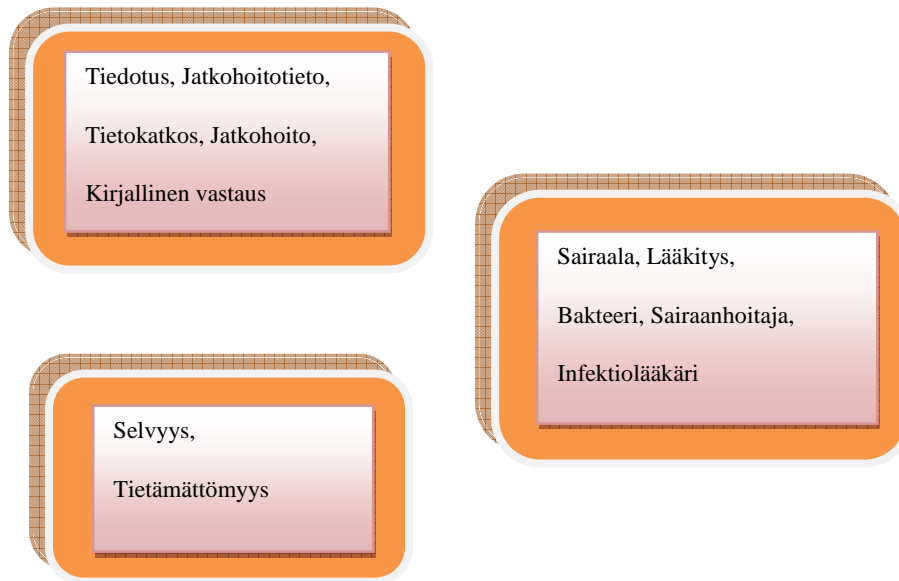 Tiedotus, Jatkohoitotieto,
Tietokatkos, Jatkohoito,
Kirjallinen vastaus
Sairaala, Lääkitys,
Bakteeri, Sairaanhoitaja,
Infektiolääkäri
Selvyys,
Tietämättömyys